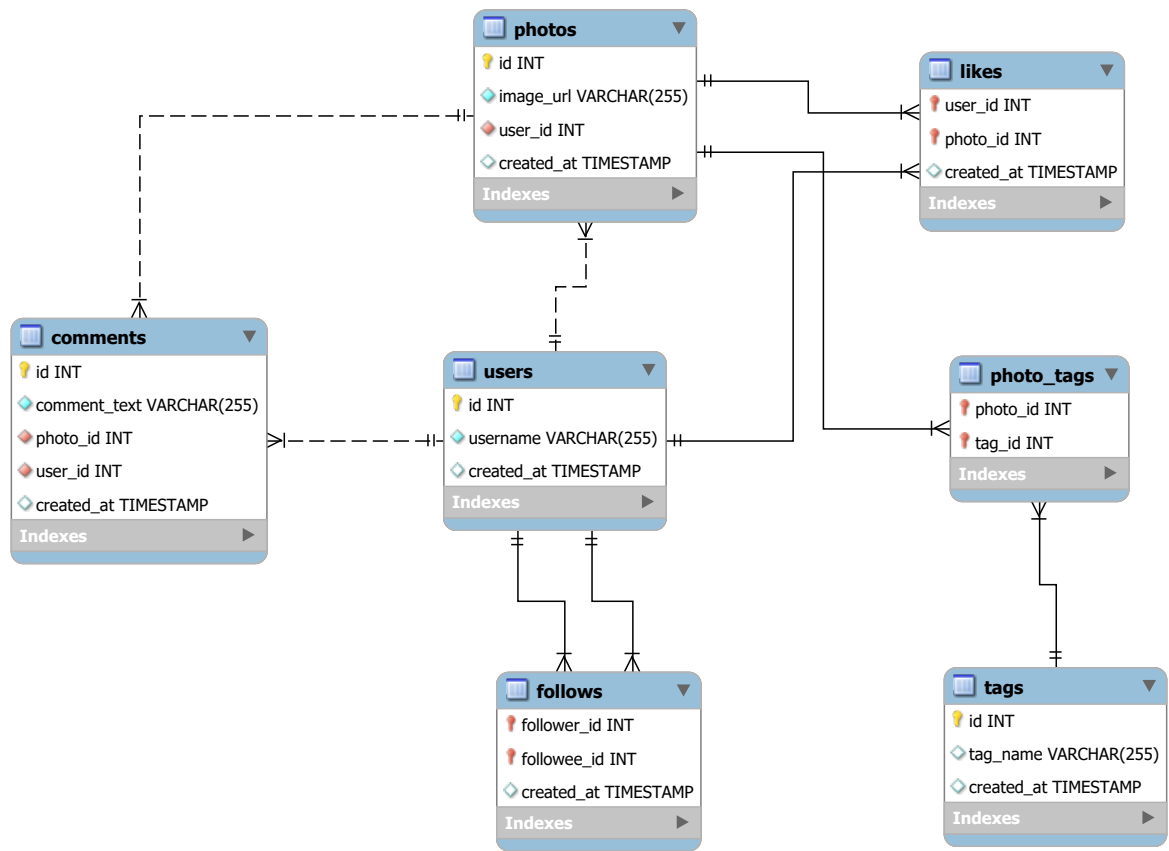 photos
id INT
image_url VARCHAR(255)
user_id INT
created_at TIMESTAMP
Indexes
likes
user_id INT
photo_id INT
created_at TIMESTAMP
Indexes
comments
id INT
comment_text VARCHAR(255)
photo_id INT
user_id INT
created_at TIMESTAMP
Indexes
users
id INT
username VARCHAR(255)
created_at TIMESTAMP
Indexes
photo_tags
photo_id INT
tag_id INT
Indexes
follows
follower_id INT
followee_id INT
created_at TIMESTAMP
Indexes
tags
id INT
tag_name VARCHAR(255)
created_at TIMESTAMP
Indexes